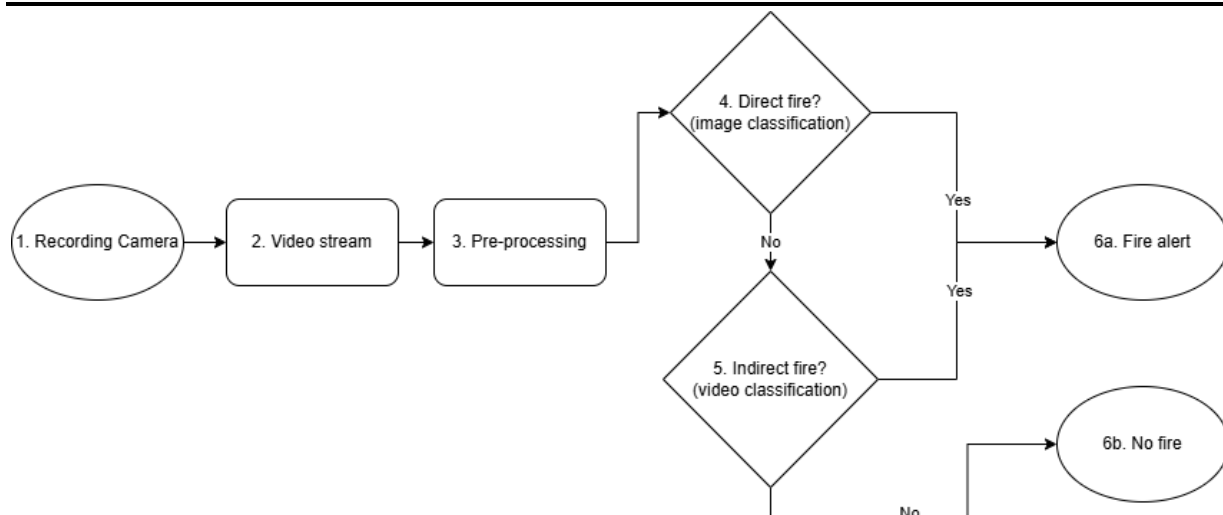 4. Direct fire?
(image classification)
Yes
1. Recording Camera
2. Video stream
3. Pre-processing
No
6a. Fire alert
Yes
5. Indirect fire?
(video classification)
6b. No fire
No